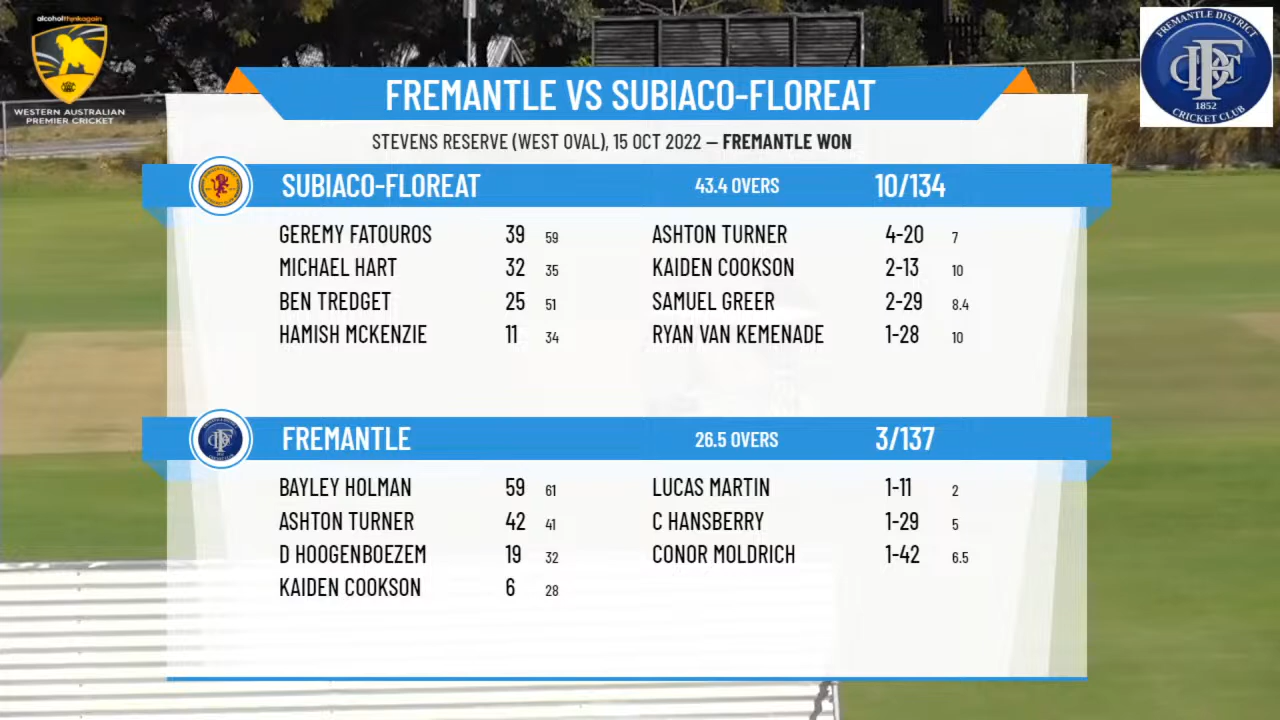 alcoholthinkagain
WESTERN AUSTRALIAN
PREMIER CRICKET
FREMANTLE DISTRICT
1852
CRICKET CLUB
FREMANTLE VS SUBIACO-FLOREAT
STEVENS RESERVE (WEST OVAL), 15 OCT 2022 – FREMANTLE WON
SUBIACO-FLOREAT 43.4 OVERS 10/134
GEREMY FATOUROS 39 59 ASHTON TURNER 4-20 7
MICHAEL HART 32 35 KAIDEN COOKSON 2-13 10
BEN TREDGET 25 51 SAMUEL GREER 2-29 8.4
HAMISH MCKENZIE 11 34 RYAN VAN KEMENADE 1-28 10
FREMANTLE 26.5 OVERS 3/137
BAYLEY HOLMAN 59 61 LUCAS MARTIN 1-11 2
ASHTON TURNER 42 41 C HANSBERRY 1-29 5
D HOOGENBOEZEM 19 32 CONOR MOLDRICH 1-42 6.5
KAIDEN COOKSON 6 28